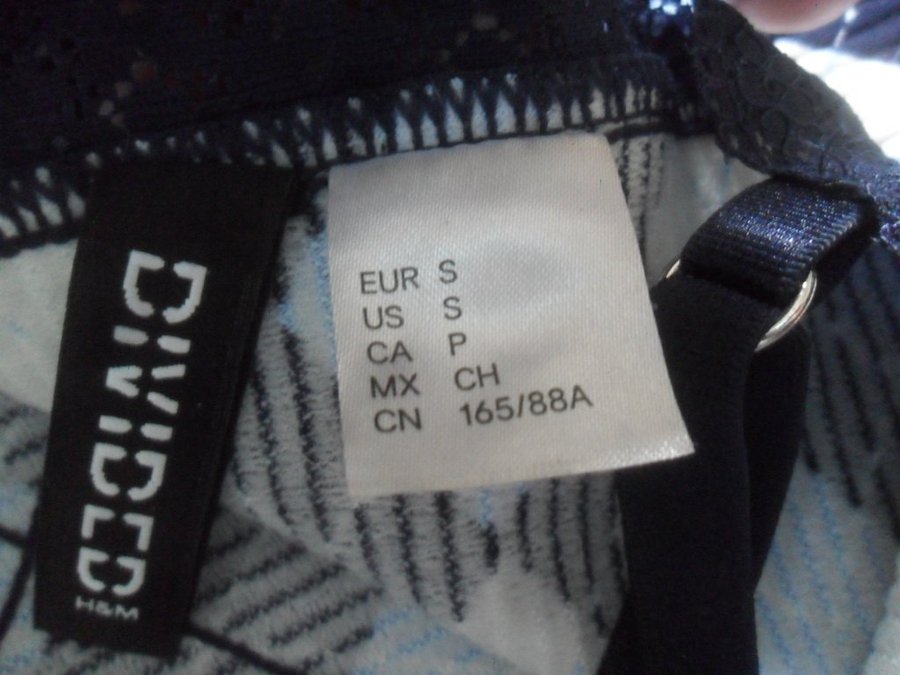 DIVIDED
H&M
EUR S
US S
CA P
MX CH
CN 165/88A